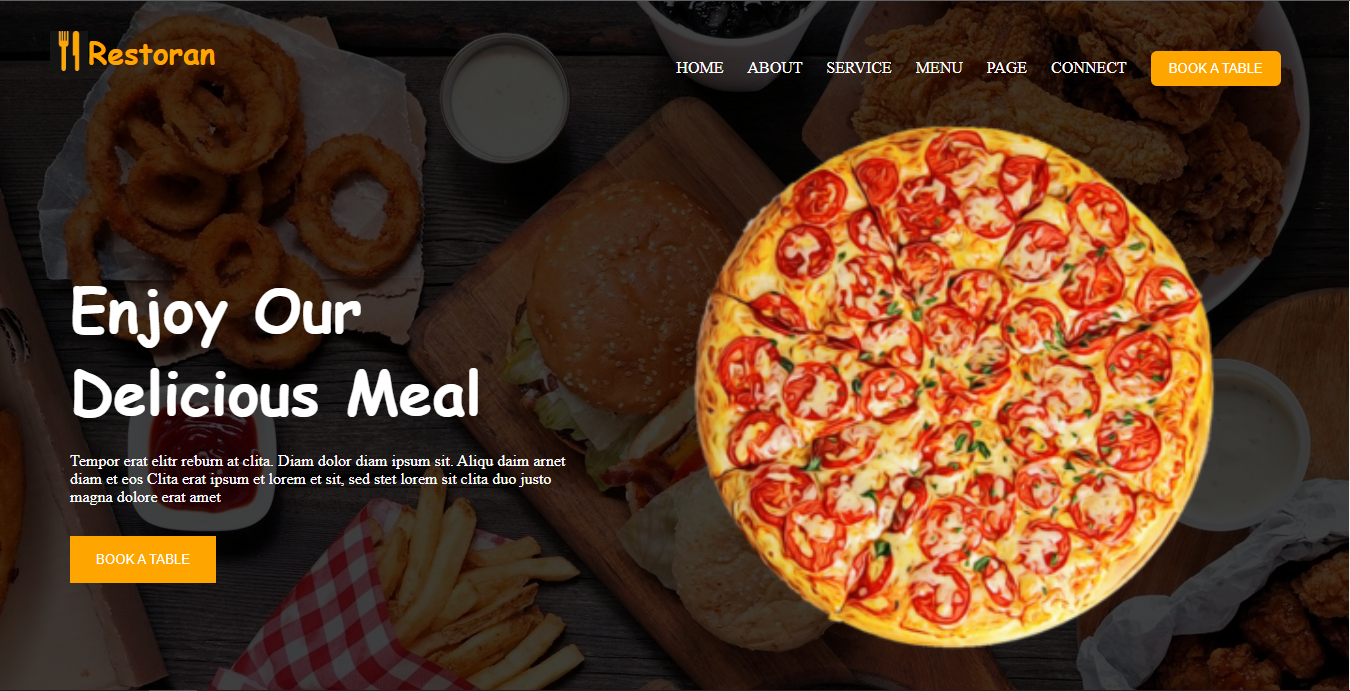 Restoran
HOME ABOUT SERVICE MENU PAGE CONNECT BOOK A TABLE
Enjoy Our
Delicious Meal
Tempor erat elitr reburn at clita. Diam dolor diam ipsum sit. Aliqu daim arnet
diam et eos Clita erat ipsum et lorem et sit, sed stet lorem sit clita duo justo
magna dolore erat amet
BOOK A TABLE